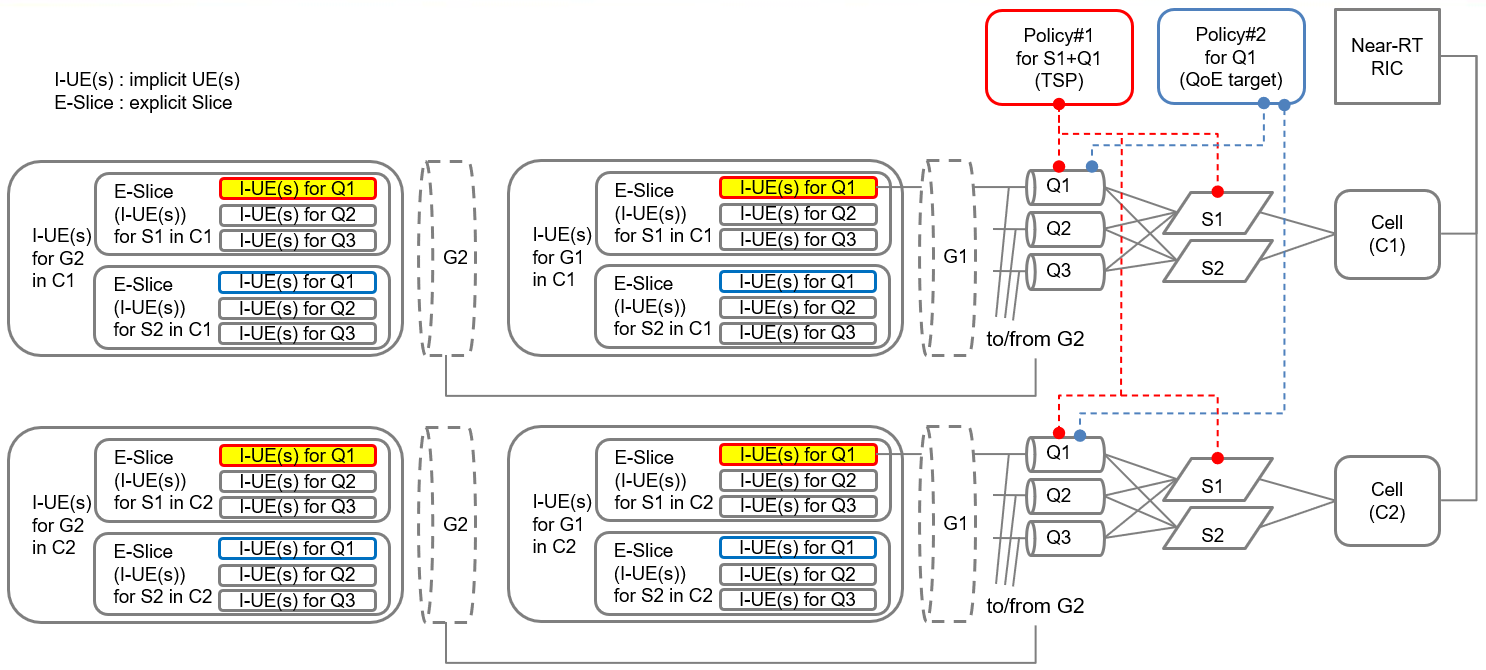 Policy#1
for S1+Q1
(TSP)
Policy#2
for Q1
(QoE target)
Near-RT
RIC
I-UE(s) : implicit UE(s)
E-Slice : explicit Slice
I-UE(s)
for G2
in C1
E-Slice
(I-UE(s))
for S1 in C1
I-UE(s) for Q1
I-UE(s) for Q2
I-UE(s) for Q3
E-Slice
(I-UE(s))
for S2 in C1
I-UE(s) for Q1
I-UE(s) for Q2
I-UE(s) for Q3
G2
I-UE(s)
for G1
in C1
E-Slice
(I-UE(s))
for S1 in C1
I-UE(s) for Q1
I-UE(s) for Q2
I-UE(s) for Q3
E-Slice
(I-UE(s))
for S2 in C1
I-UE(s) for Q1
I-UE(s) for Q2
I-UE(s) for Q3
G1
Q1
Q2
Q3
to/from G2
S1
S2
Cell
(C1)
I-UE(s)
for G2
in C2
E-Slice
(I-UE(s))
for S1 in C2
I-UE(s) for Q1
I-UE(s) for Q2
I-UE(s) for Q3
E-Slice
(I-UE(s))
for S2 in C2
I-UE(s) for Q1
I-UE(s) for Q2
I-UE(s) for Q3
G2
I-UE(s)
for G1
in C2
E-Slice
(I-UE(s))
for S1 in C2
I-UE(s) for Q1
I-UE(s) for Q2
I-UE(s) for Q3
E-Slice
(I-UE(s))
for S2 in C2
I-UE(s) for Q1
I-UE(s) for Q2
I-UE(s) for Q3
G1
Q1
Q2
Q3
to/from G2
S1
S2
Cell
(C2)